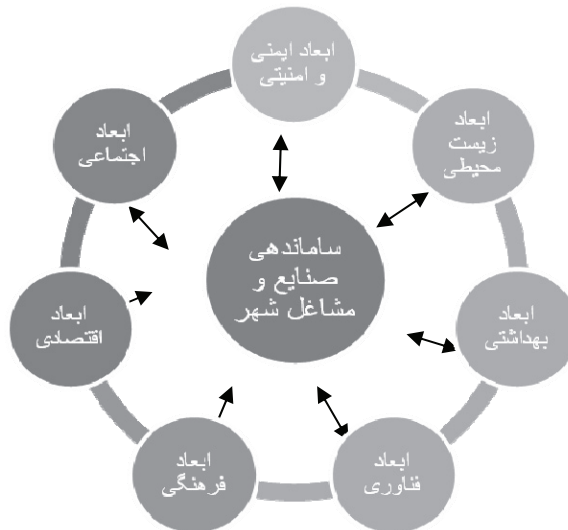 ابعاد ایمنی
و امنیتی
ابعاد
زیست
محیطی
ابعاد
بهداشتی
ابعاد
فناوری
ابعاد
فرهنگی
ابعاد
اقتصادی
ابعاد
اجتماعی
ساماندهی
صنایع و
مشاغل شهر